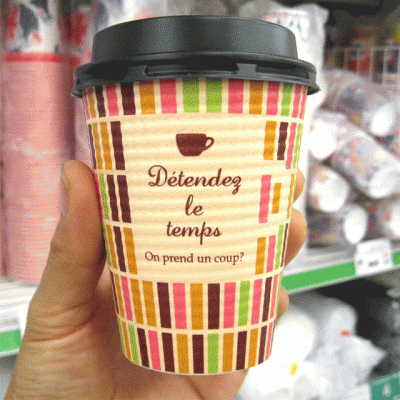 Détendez
le
temps
On prend un coup?